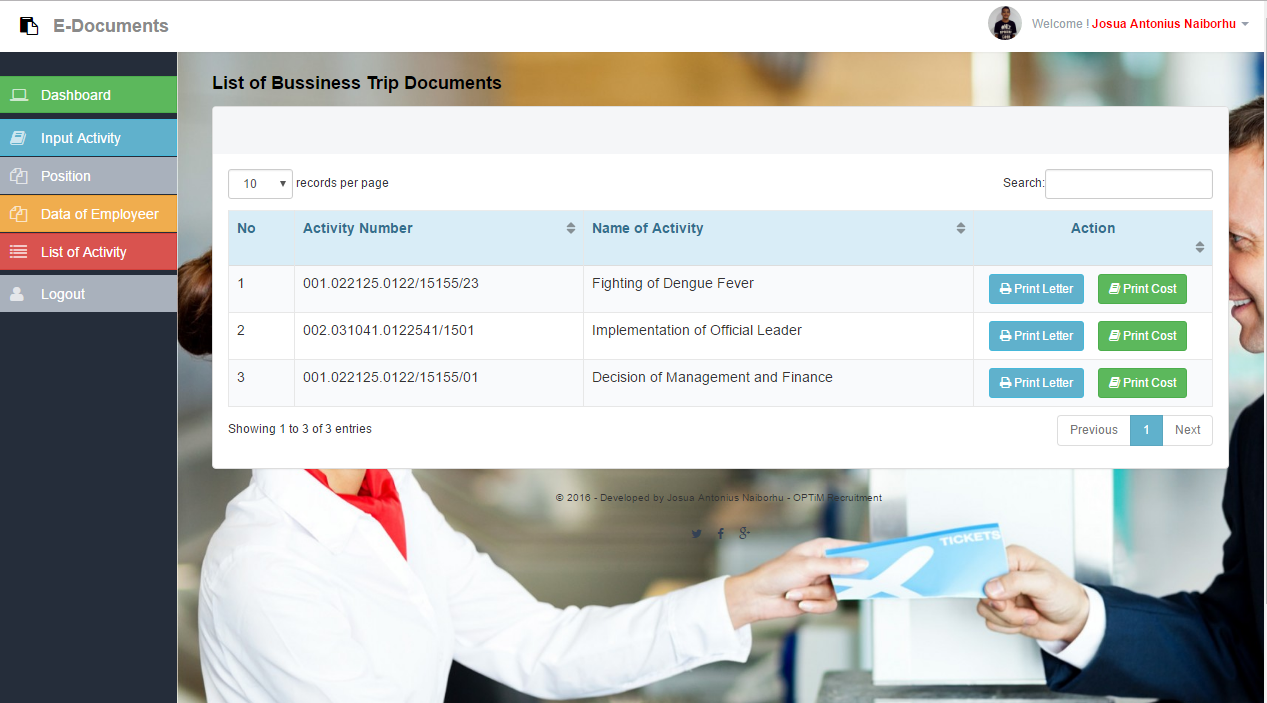 E-Documents
Welcome ! Josua Antonius Naiborhu
Dashboard
Input Activity
Position
Data of Employeer
List of Activity
Logout
List of Bussiness Trip Documents
10 records per page
Search:
No Activity Number Name of Activity Action
1 001.022125.0122/15155/23 Fighting of Dengue Fever Print Letter Print Cost
2 002.031041.0122541/1501 Implementation of Official Leader Print Letter Print Cost
3 001.022125.0122/15155/01 Decision of Management and Finance Print Letter Print Cost
Showing 1 to 3 of 3 entries
Previous 1 Next
© 2016 - Developed by Josua Antonius Naiborhu - OPTiM Recruitment
TICKETS